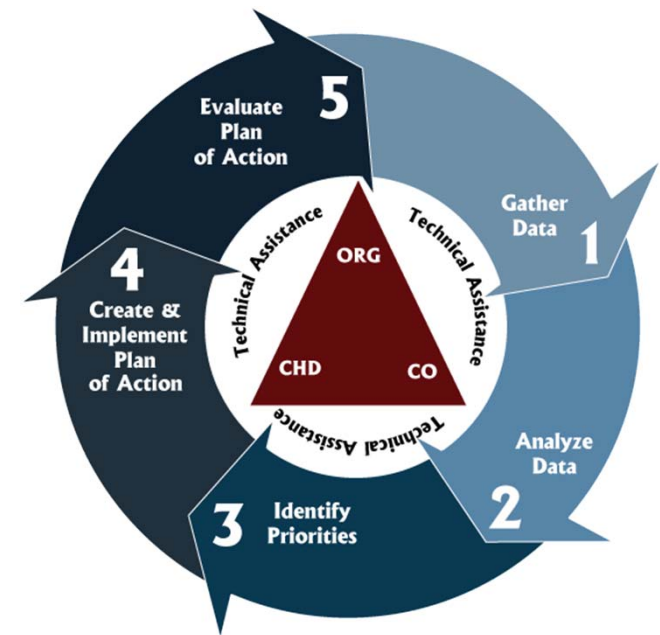 5
Evaluate
Plan
of Action
Gather
Data
1
Technical Assistance
Technical Assistance
ORG
4
Create &
Implement
Plan
of Action
CHD
CO
Technical Assistance
Analyze
Data
2
3
Identify
Priorities